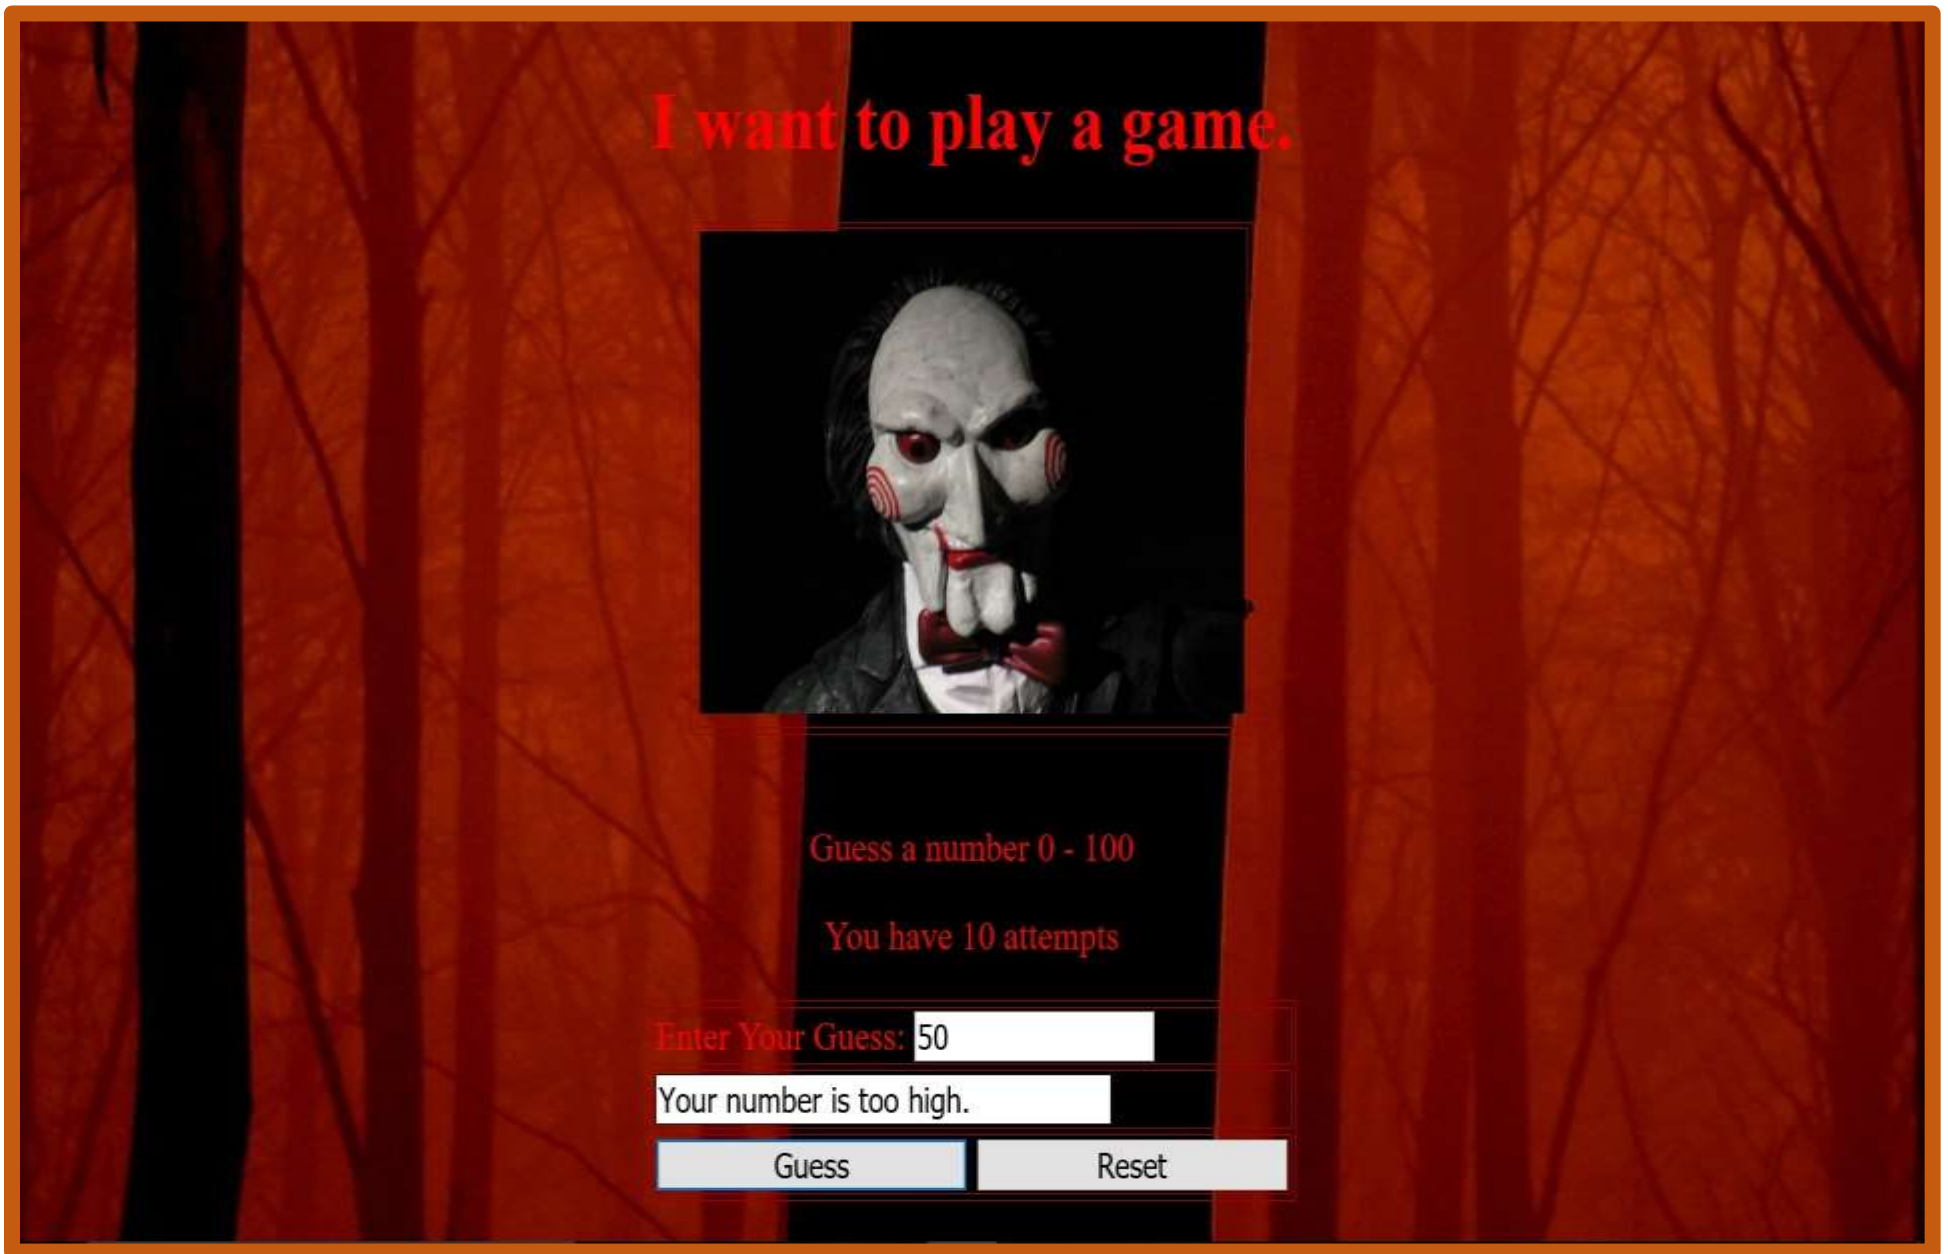 I want to play a game.
Guess a number 0 - 100
You have 10 attempts
Enter Your Guess: 50
Your number is too high.
Guess Reset